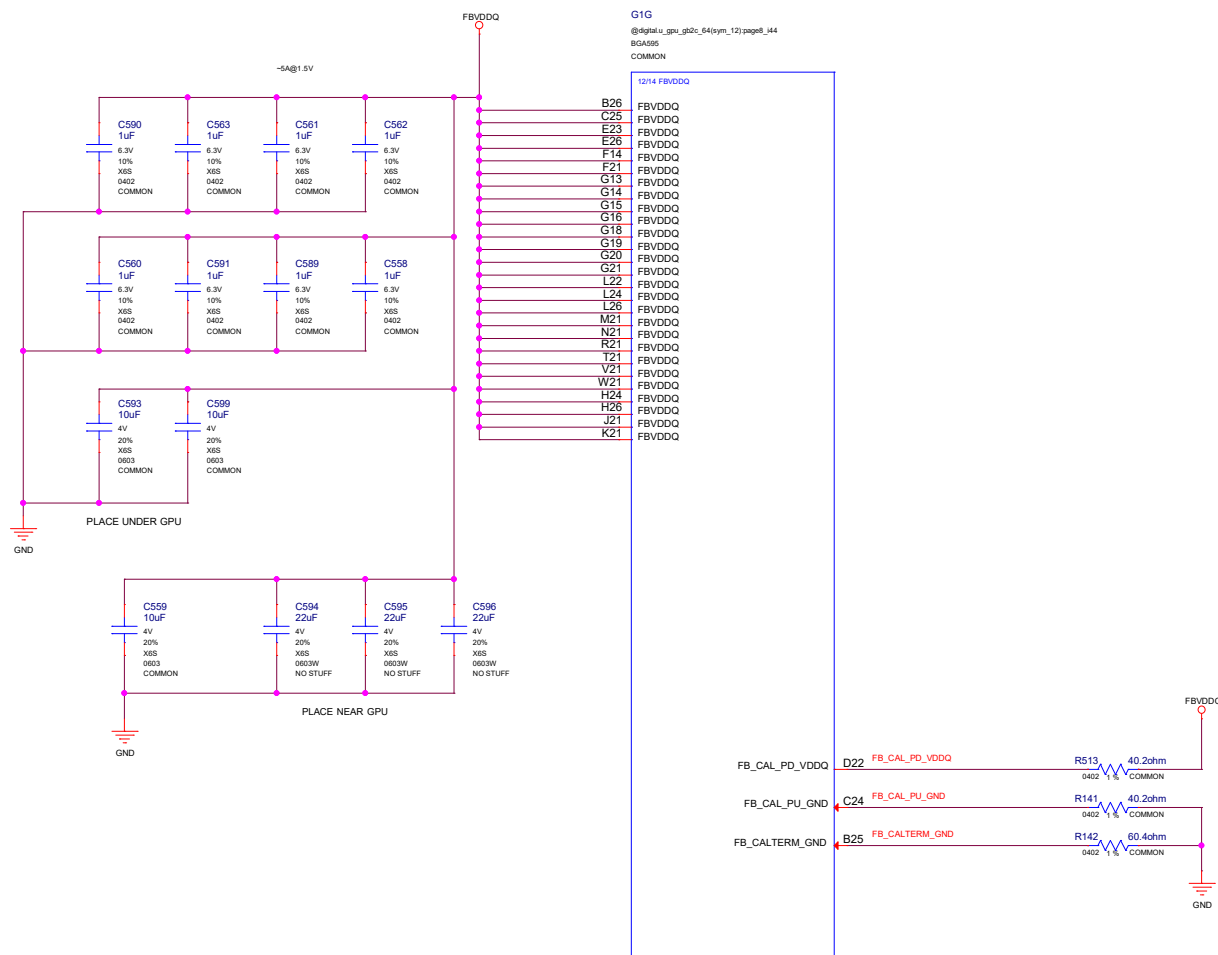 FBVDDQ
G1G
@digital.u_gpu_gb2c_64(sym_12):page8_i44
BGA595
COMMON
~5A@1.5V
12/14 FBVDDQ
C590
1uF
6.3V
10%
X6S
0402
COMMON
C563
1uF
6.3V
10%
X6S
0402
COMMON
C561
1uF
6.3V
10%
X6S
0402
COMMON
C562
1uF
6.3V
10%
X6S
0402
COMMON
C560
1uF
6.3V
10%
X6S
0402
COMMON
C591
1uF
6.3V
10%
X6S
0402
COMMON
C589
1uF
6.3V
10%
X6S
0402
COMMON
C558
1uF
6.3V
10%
X6S
0402
COMMON
C593
10uF
4V
20%
X6S
0603
COMMON
C599
10uF
4V
20%
X6S
0603
COMMON
PLACE UNDER GPU
GND
C559
10uF
4V
20%
X6S
0603
COMMON
C594
22uF
4V
20%
X6S
0603W
NO STUFF
C595
22uF
4V
20%
X6S
0603W
NO STUFF
C596
22uF
4V
20%
X6S
0603W
NO STUFF
PLACE NEAR GPU
GND
B26 FBVDDQ
C25 FBVDDQ
E23 FBVDDQ
E26 FBVDDQ
F14 FBVDDQ
F21 FBVDDQ
G13 FBVDDQ
G14 FBVDDQ
G15 FBVDDQ
G16 FBVDDQ
G18 FBVDDQ
G19 FBVDDQ
G20 FBVDDQ
G21 FBVDDQ
L22 FBVDDQ
L24 FBVDDQ
L26 FBVDDQ
M21 FBVDDQ
N21 FBVDDQ
R21 FBVDDQ
T21 FBVDDQ
V21 FBVDDQ
W21 FBVDDQ
H24 FBVDDQ
H26 FBVDDQ
J21 FBVDDQ
K21 FBVDDQ
FBVDDQ
FB_CAL_PD_VDDQ D22 FB_CAL_PD_VDDQ R513 40.2ohm
0402 1 % COMMON
FB_CAL_PU_GND C24 FB_CAL_PU_GND R141 40.2ohm
0402 1 % COMMON
FB_CALTERM_GND B25 FB_CALTERM_GND R142 60.4ohm
0402 1 % COMMON
GND